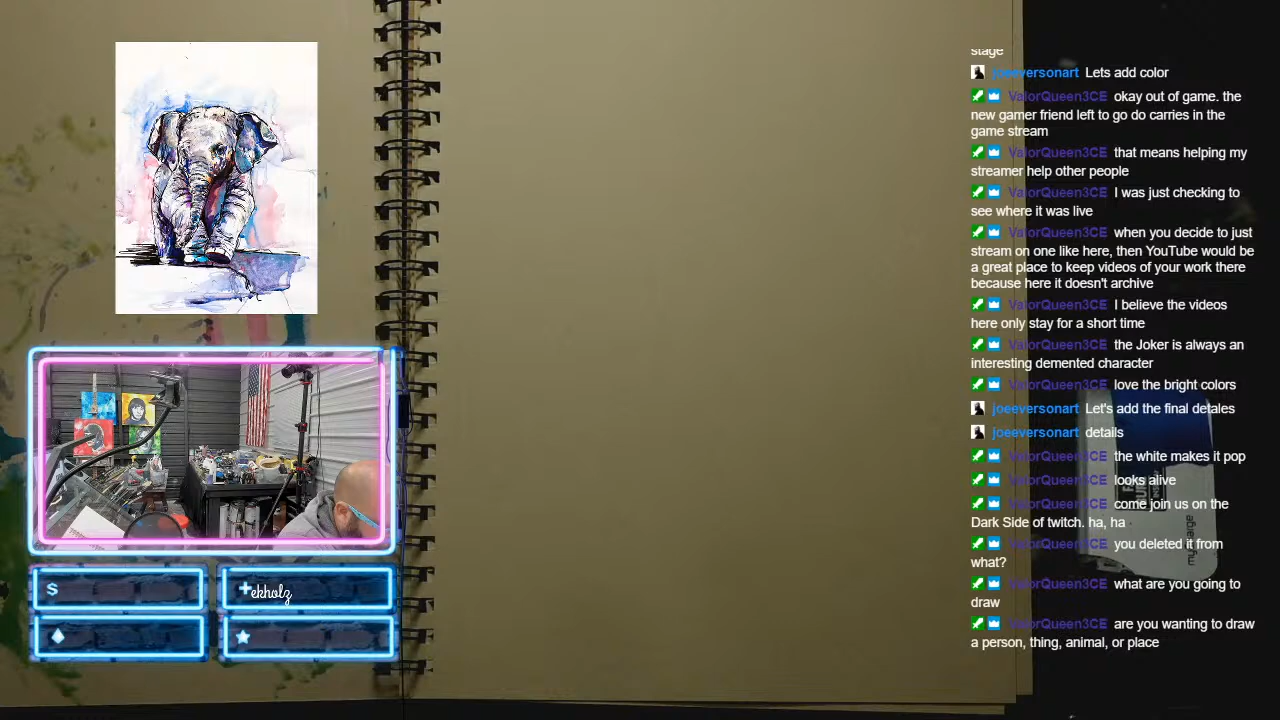 stage
joeeversonart Lets add color
ValorQueen3CE okay out of game. the
new gamer friend left to go do carries in the
game stream
ValorQueen3CE that means helping my
streamer help other people
ValorQueen3CE I was just checking to
see where it was live
ValorQueen3CE when you decide to just
stream on one like here, then YouTube would be
a great place to keep videos of your work there
because here it doesn't archive
ValorQueen3CE I believe the videos
here only stay for a short time
ValorQueen3CE the Joker is always an
interesting demented character
ValorQueen3CE love the bright colors
joeeversonart Let's add the final detales
joeeversonart details
ValorQueen3CE the white makes it pop
ValorQueen3CE looks alive
ValorQueen3CE come join us on the
Dark Side of twitch. ha, ha
ValorQueen3CE you deleted it from
what?
ValorQueen3CE what are you going to
draw
ValorQueen3CE are you wanting to draw
a person, thing, animal, or place
$
ekholz